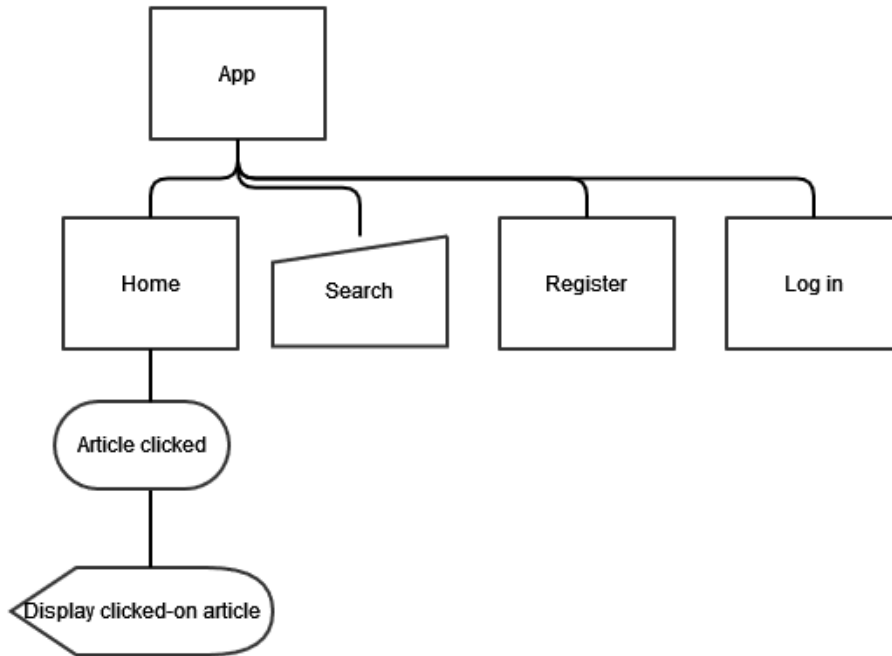 App
Home
Search
Register
Log in
Article clicked
Display clicked-on article